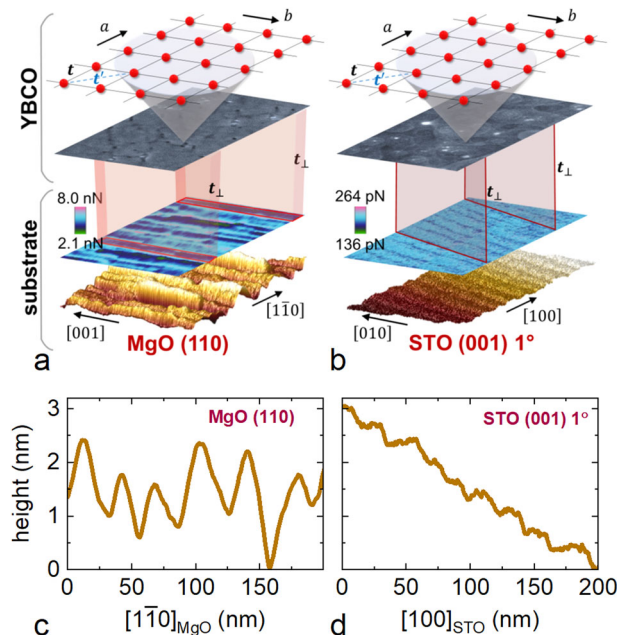 YBCO
substrate
a
b
t
t'
t⊥
t⊥
8.0 nN
2.1 nN
[001]
[11̅0]
MgO (110)
a
a
b
t
t'
t⊥
t⊥
264 pN
136 pN
[010]
[100]
STO (001) 1°
b
height (nm)
3
2
1
0
MgO (110)
0 50 100 150
[11̅0]MgO (nm)
c
STO (001) 1°
0 50 100 150 200
[100]STO (nm)
d